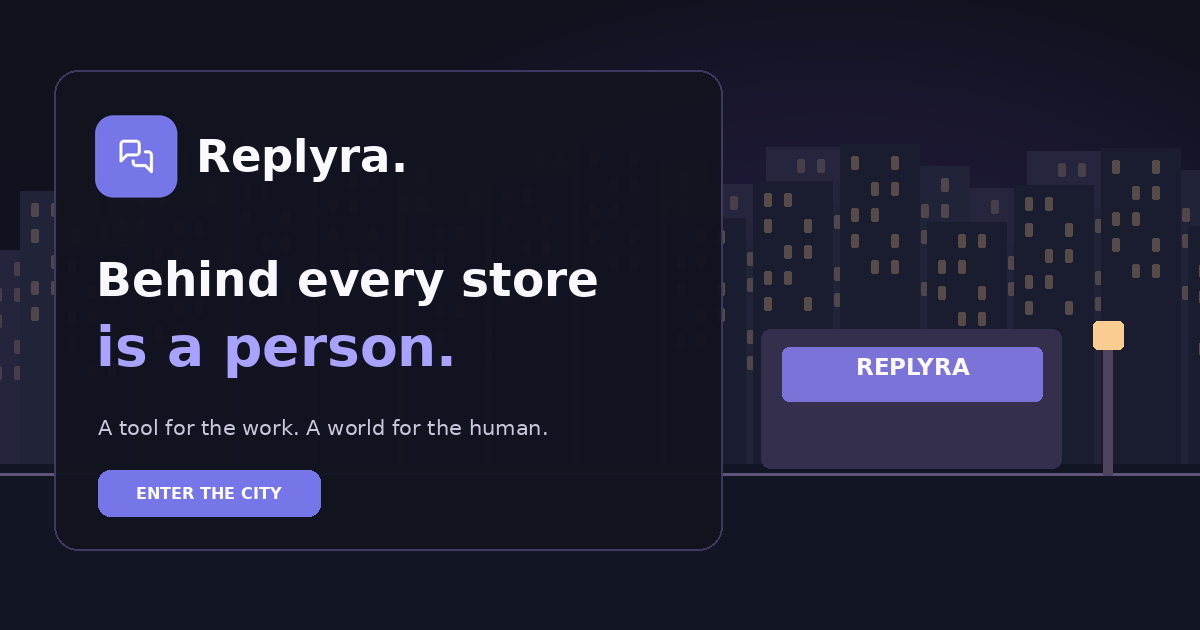 Replyra.
Behind every store
is a person.
A tool for the work. A world for the human.
ENTER THE CITY
REPLYRA